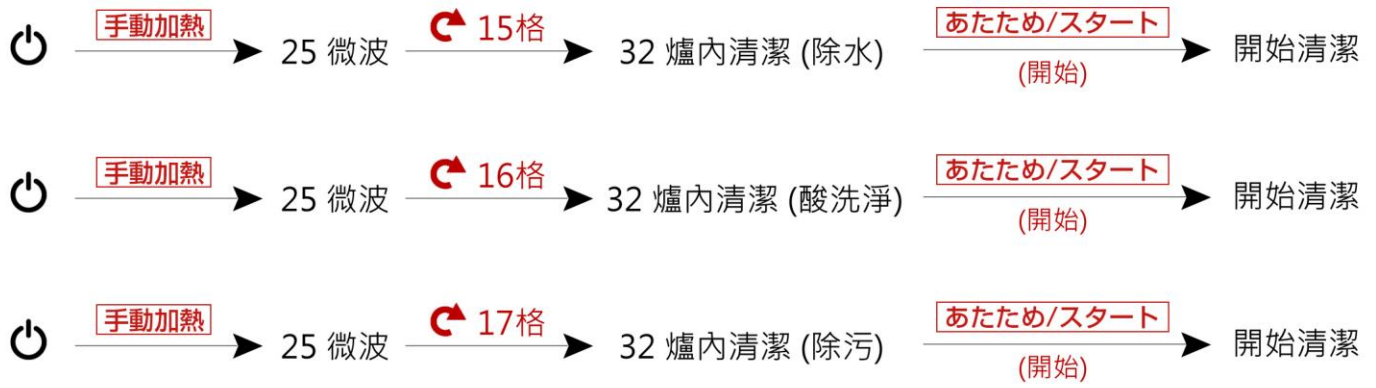 手動加熱 25 微波 15格 32 爐內清潔 (除水) あたため/スタート 開始清潔
(開始)
手動加熱 25 微波 16格 32 爐內清潔 (酸洗淨) あたため/スタート 開始清潔
(開始)
手動加熱 25 微波 17格 32 爐內清潔 (除污) あたため/スタート 開始清潔
(開始)